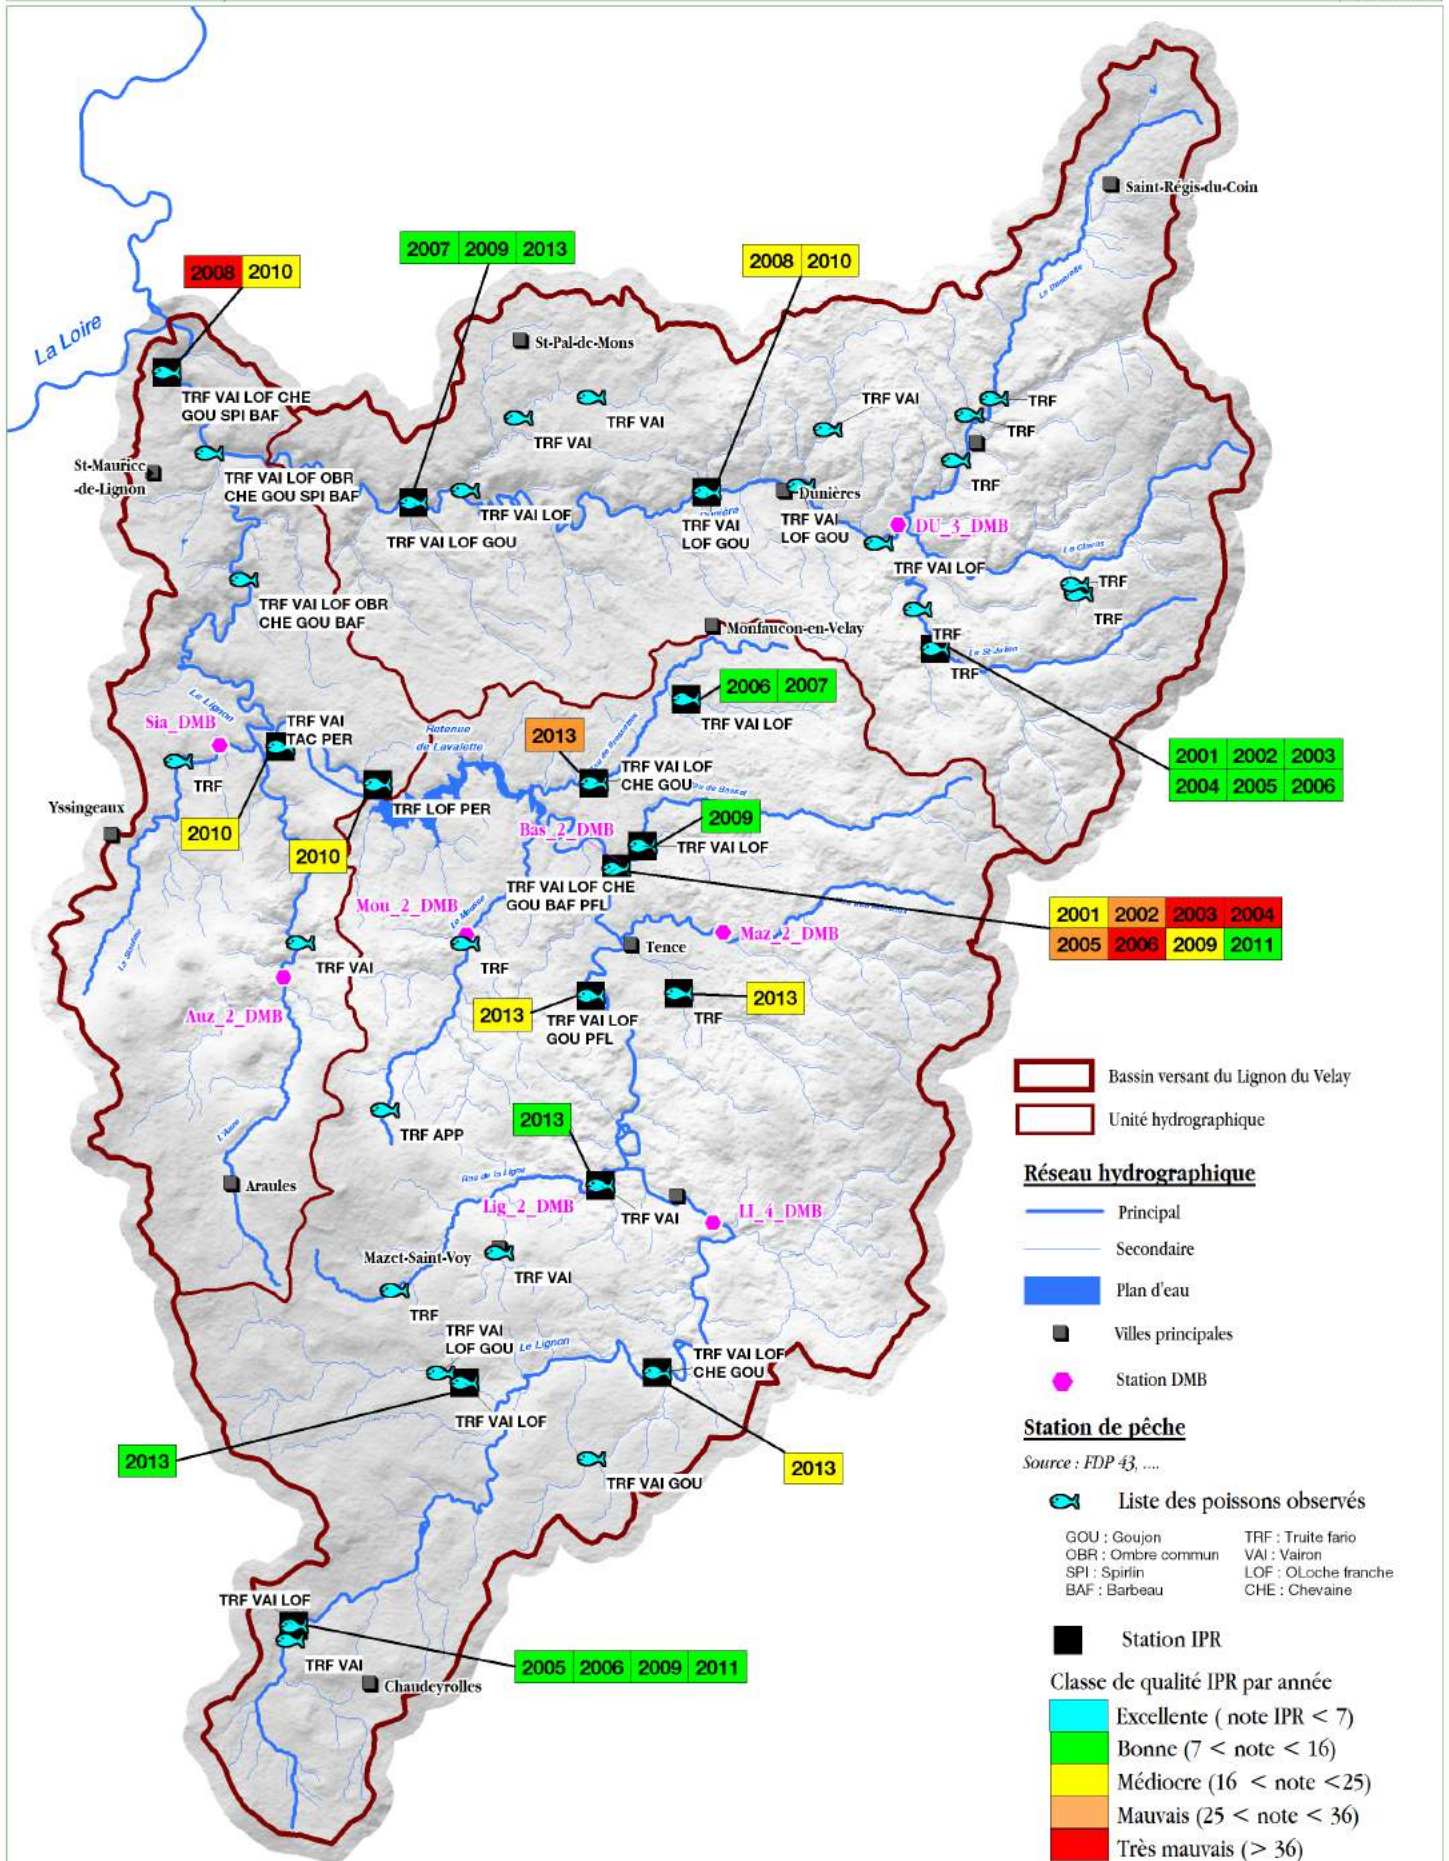 Saint-Régis-du-Coin
La Dunerette
2007 2009 2013
2008 2010
2008 2010
La Loire
St-Pal-de-Mons
TRF VAI LOF CHE
GOU SPI BAF
TRF VAI
TRF VAI
TRF VAI
TRF
TRF
TRF
St-Maurice
-de-Lignon
TRF VAI LOF OBR
CHE GOU SPI BAF
TRF VAI LOF
TRF VAI LOF GOU
TRF VAI
LOF GOU
Dunières
TRF VAI
LOF GOU
DU_3_DMB
TRF VAI LOF
TRF
TRF
TRF VAI LOF OBR
CHE GOU BAF
Monfaucon-en-Velay
TRF
TRF
2006 2007
TRF VAI LOF
Le Lignon
Sia_DMB
TRF VAI
TAC PER
Retenue
de Lavalette
2013
TRF VAI LOF
CHE GOU
2001 2002 2003
2004 2005 2006
TRF
TRF LOF PER
Yssingeaux
2010
2010
Bas_2_DMB
2009
TRF VAI LOF
TRF VAI LOF CHE
GOU BAF PFL
Mou_2_DMB
2001 2002 2003 2004
2005 2006 2009 2011
Maz_2_DMB
Tence
TRF VAI
TRF
Auz_2_DMB
2013
TRF VAI LOF
GOU PFL
TRF
2013
Bassin versant du Lignon du Velay
Unité hydrographique
2013
TRF APP
L'Auze
Araules
Lig_2_DMB
TRF VAI
LI_4_DMB
Mazet-Saint-Voy
TRF VAI
TRF
TRF VAI
LOF GOU
Le Lignon
TRF VAI LOF
CHE GOU
TRF VAI LOF
2013
2013
TRF VAI GOU
TRF VAI LOF
TRF VAI
2005 2006 2009 2011
Chaudeyrolles
Réseau hydrographique
Principal
Secondaire
Plan d'eau
Villes principales
Station DMB
Station de pêche
Source : FDP 43, ....
Liste des poissons observés
GOU : Goujon TRF : Truite fario
OBR : Ombre commun VAI : Vairon
SPI : Spirlin LOF : OLoche franche
BAF : Barbeau CHE : Chevaine
Station IPR
Classe de qualité IPR par année
Excellente ( note IPR < 7)
Bonne (7 < note < 16)
Médiocre (16 < note <25)
Mauvais (25 < note < 36)
Très mauvais (> 36)